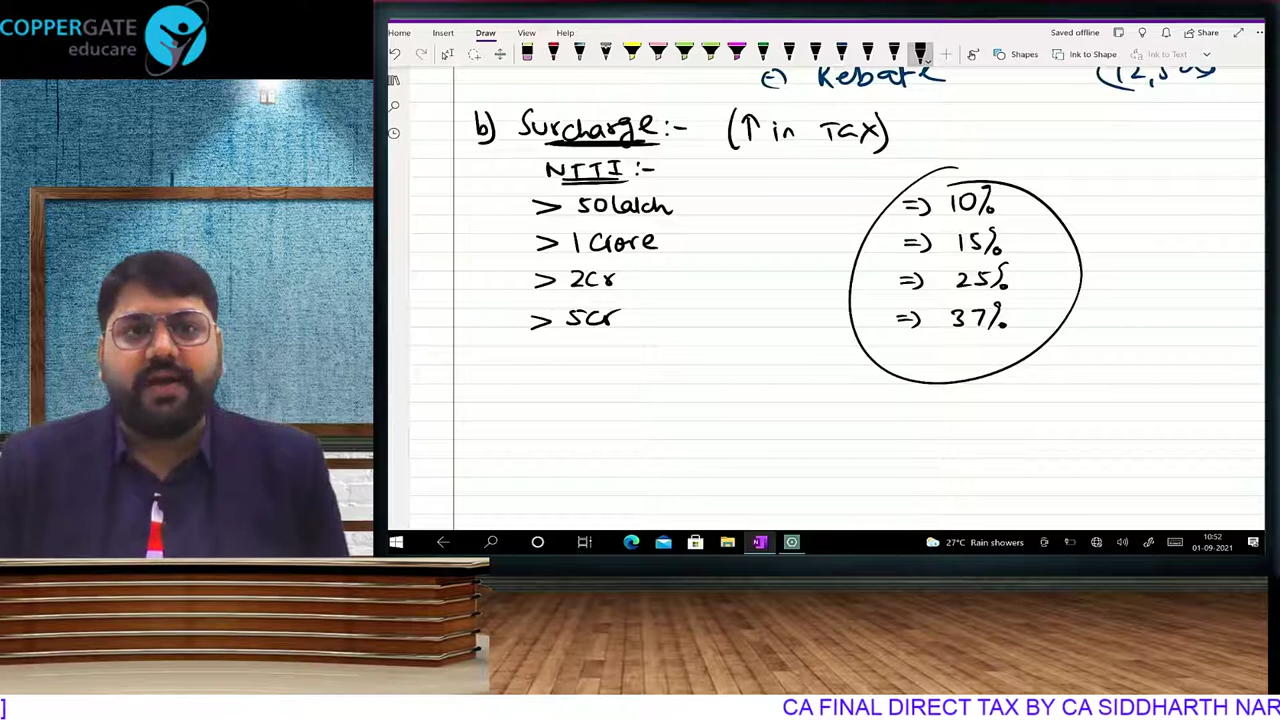 COPPERGATE
educare
Home Insert Draw View Help
Saved offline
Share
Shapes
Ink to Shape
Ink to Text
(-) Rebate
b) Surcharge :- (↑ in Tax)
NTTI :-
> 50 lakh => 10%
> 1 Crore => 15%
> 2Cr => 25%
> 5Cr => 37%
27°C Rain showers
10:52
01-09-2021
] CA FINAL DIRECT TAX BY CA SIDDHARTH NAR